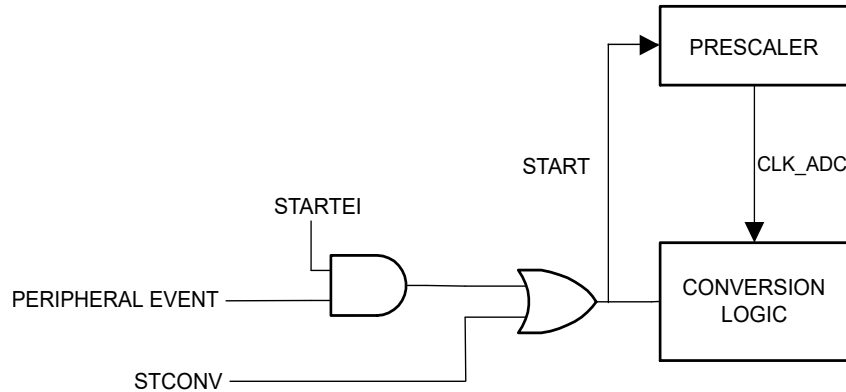 PRESCALER
START
CLK_ADC
STARTEI
PERIPHERAL EVENT
CONVERSION
LOGIC
STCONV